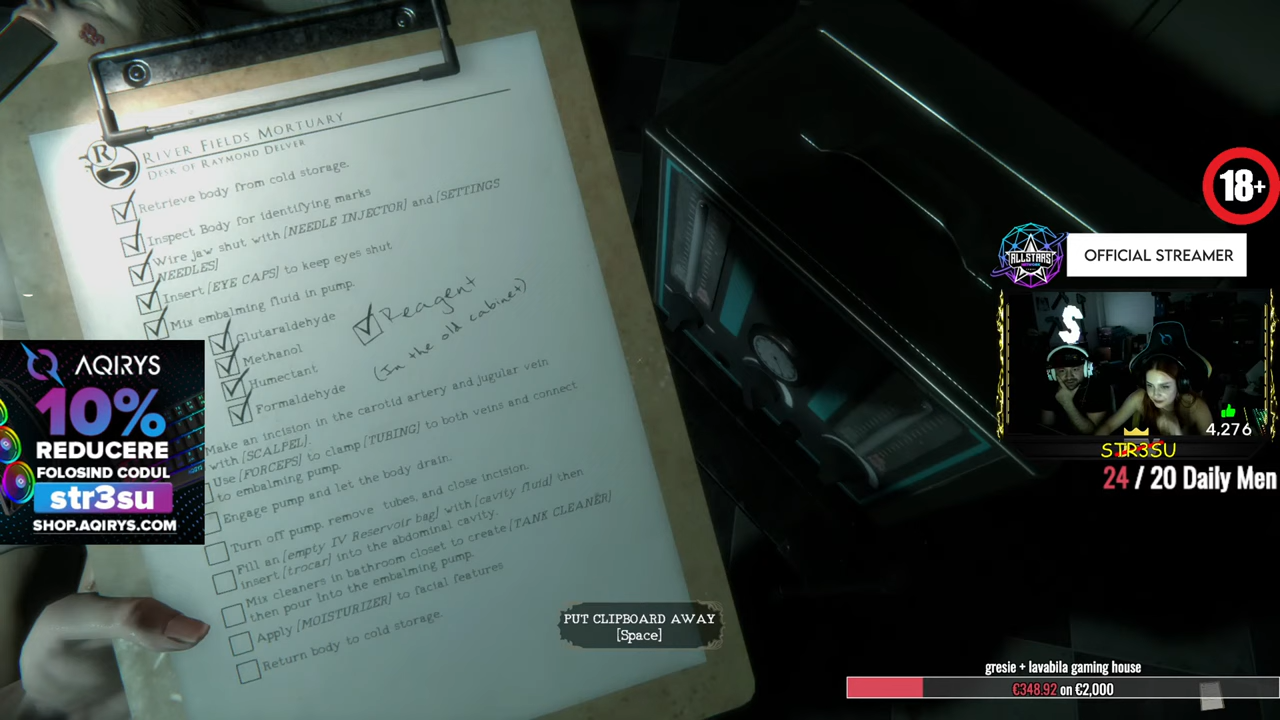 RIVER FIELDS MORTUARY
DESK OF RAYMOND DELVER
R
Retrieve body from cold storage.
Inspect Body for identifying marks
Wire jaw shut with [NEEDLE INJECTOR] and [SETTINGS
NEEDLES]
Insert [EYE CAPS] to keep eyes shut
Mix embalming fluid in pump.
Glutaraldehyde
Methanol
Humectant
Formaldehyde
Reagent
(In the old cabinet)
Make an incision in the carotid artery and jugular vein
with [SCALPEL].
Use [FORCEPS] to clamp [TUBING] to both veins and connect
to embalming pump.
Engage pump and let the body drain.
Turn off pump, remove tubes, and close incision.
Fill an [empty IV Reservoir bag] with [cavity fluid] then
insert [trocar] into the abdominal cavity.
Mix cleaners in bathroom closet to create [TANK CLEANER]
then pour into the embalming pump.
Apply [MOISTURIZER] to facial features
Return body to cold storage.
PUT CLIPBOARD AWAY
[Space]
AQIRYS
10%
REDUCERE
FOLOSIND CODUL
str3su
SHOP.AQIRYS.COM
18+
ALLSTARS
NETWORK
OFFICIAL STREAMER
S
4,276
STR3SU
24 / 20 Daily Men
gresie + lavabila gaming house
€348.92 on €2,000